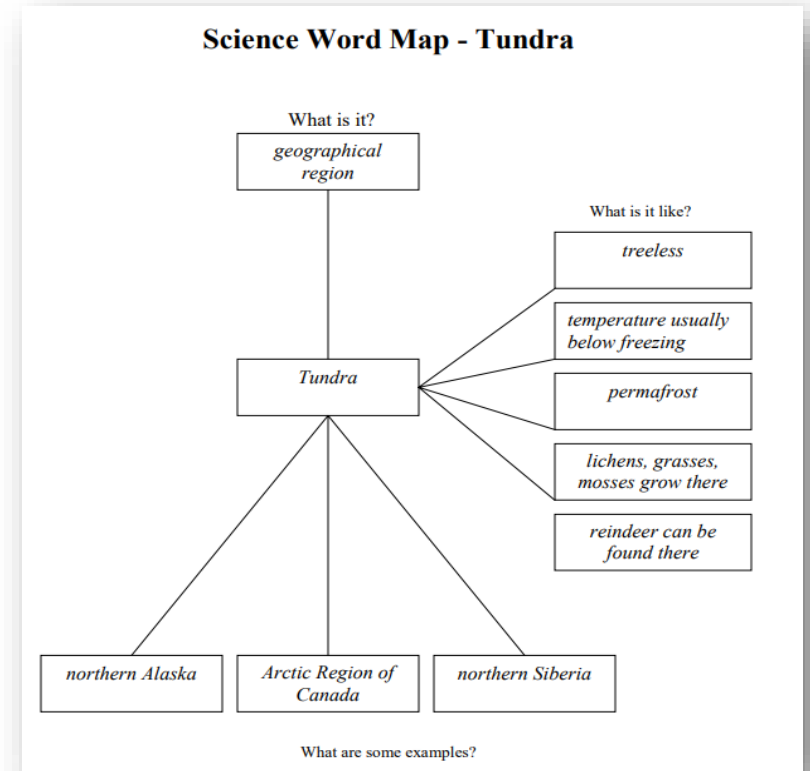 Science Word Map - Tundra
What is it?
geographical
region
What is it like?
treeless
temperature usually
below freezing
Tundra
permafrost
lichens, grasses,
mosses grow there
reindeer can be
found there
northern Alaska
Arctic Region of
Canada
northern Siberia
What are some examples?